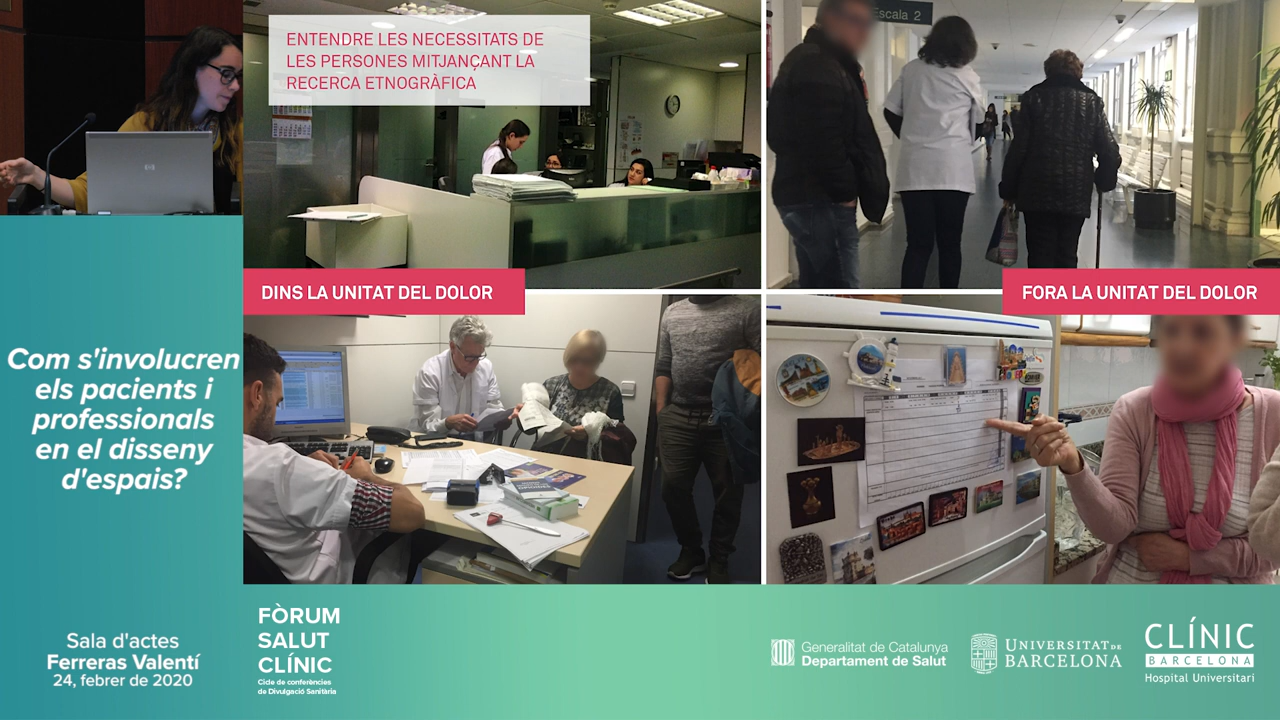 ENTENDRE LES NECESSITATS DE
LES PERSONES MITJANÇANT LA
RECERCA ETNOGRÀFICA
Escala 2
DINS LA UNITAT DEL DOLOR
FORA LA UNITAT DEL DOLOR
Com s'involucren
els pacients i
professionals
en el disseny
d'espais?
Sala d'actes
Ferreras Valentí
24, febrer de 2020
FÒRUM
SALUT
CLÍNIC
Cicle de conferències
de Divulgació Sanitària
Generalitat de Catalunya
Departament de Salut
UNIVERSITAT DE
BARCELONA
CLÍNIC
BARCELONA
Hospital Universitari